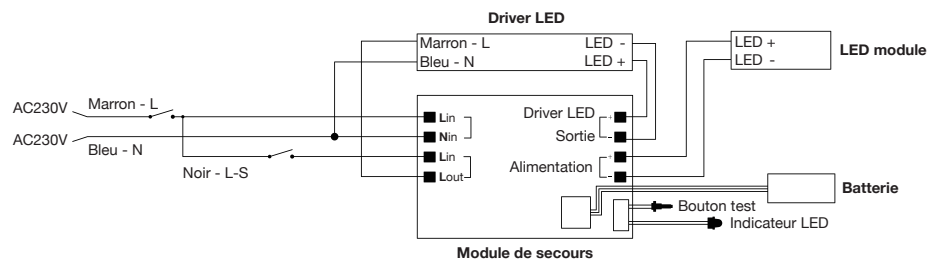 Driver LED
Marron - L
LED -
Bleu - N
LED +
LED +
LED -
LED module
AC230V
Marron - L
AC230V
Bleu - N
Noir - L-S
Lin
Nin
Lin
Lout
Driver LED
+
Sortie
-
Alimentation
+
-
Batterie
Bouton test
Indicateur LED
Module de secours